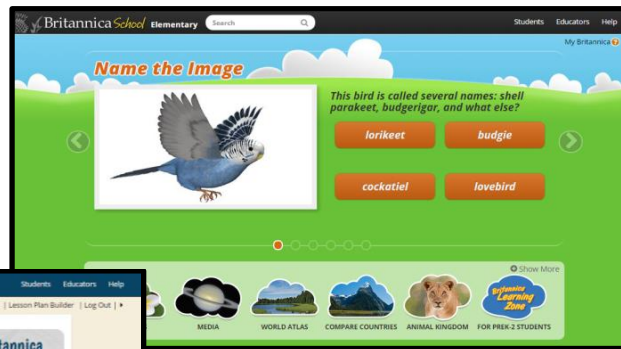 Britannica School Elementary
Search
Students Educators Help
My Britannica
Name the Image
This bird is called several names: shell
parakeet, budgerigar, and what else?
lorikeet
budgie
cockatiel
lovebird
Show More
MEDIA
WORLD ATLAS
COMPARE COUNTRIES
ANIMAL KINGDOM
Britannica
Learning
Zone
FOR PREK-2 STUDENTS
Students Educators Help
| Lesson Plan Builder | Log Out |